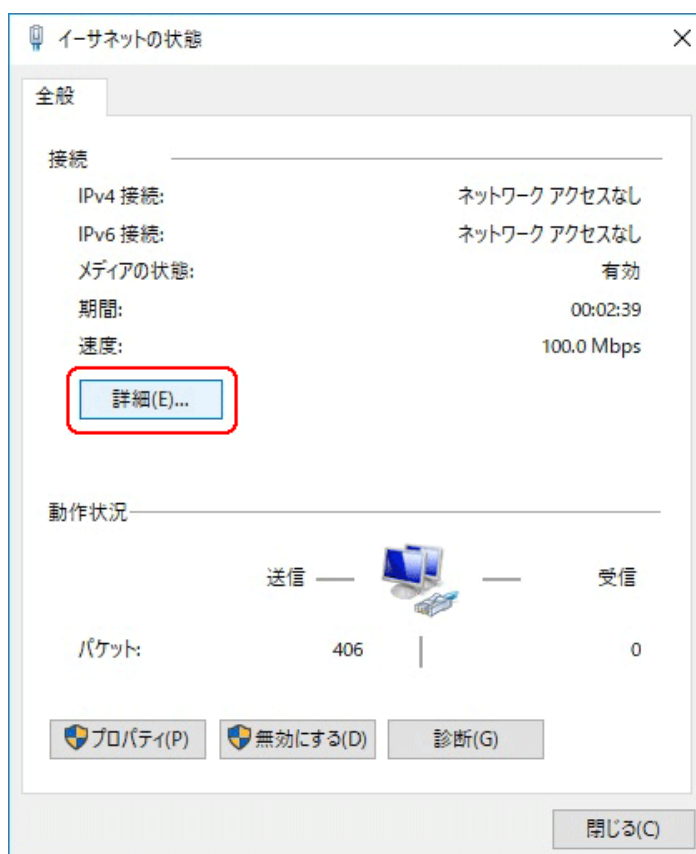 イーサネットの状態
全般
接続
IPv4 接続: ネットワーク アクセスなし
IPv6 接続: ネットワーク アクセスなし
メディアの状態: 有効
期間: 00:02:39
速度: 100.0 Mbps
詳細(E)...
動作状況
送信 受信
パケット: 406 0
プロパティ(P) 無効にする(D) 診断(G)
閉じる(C)